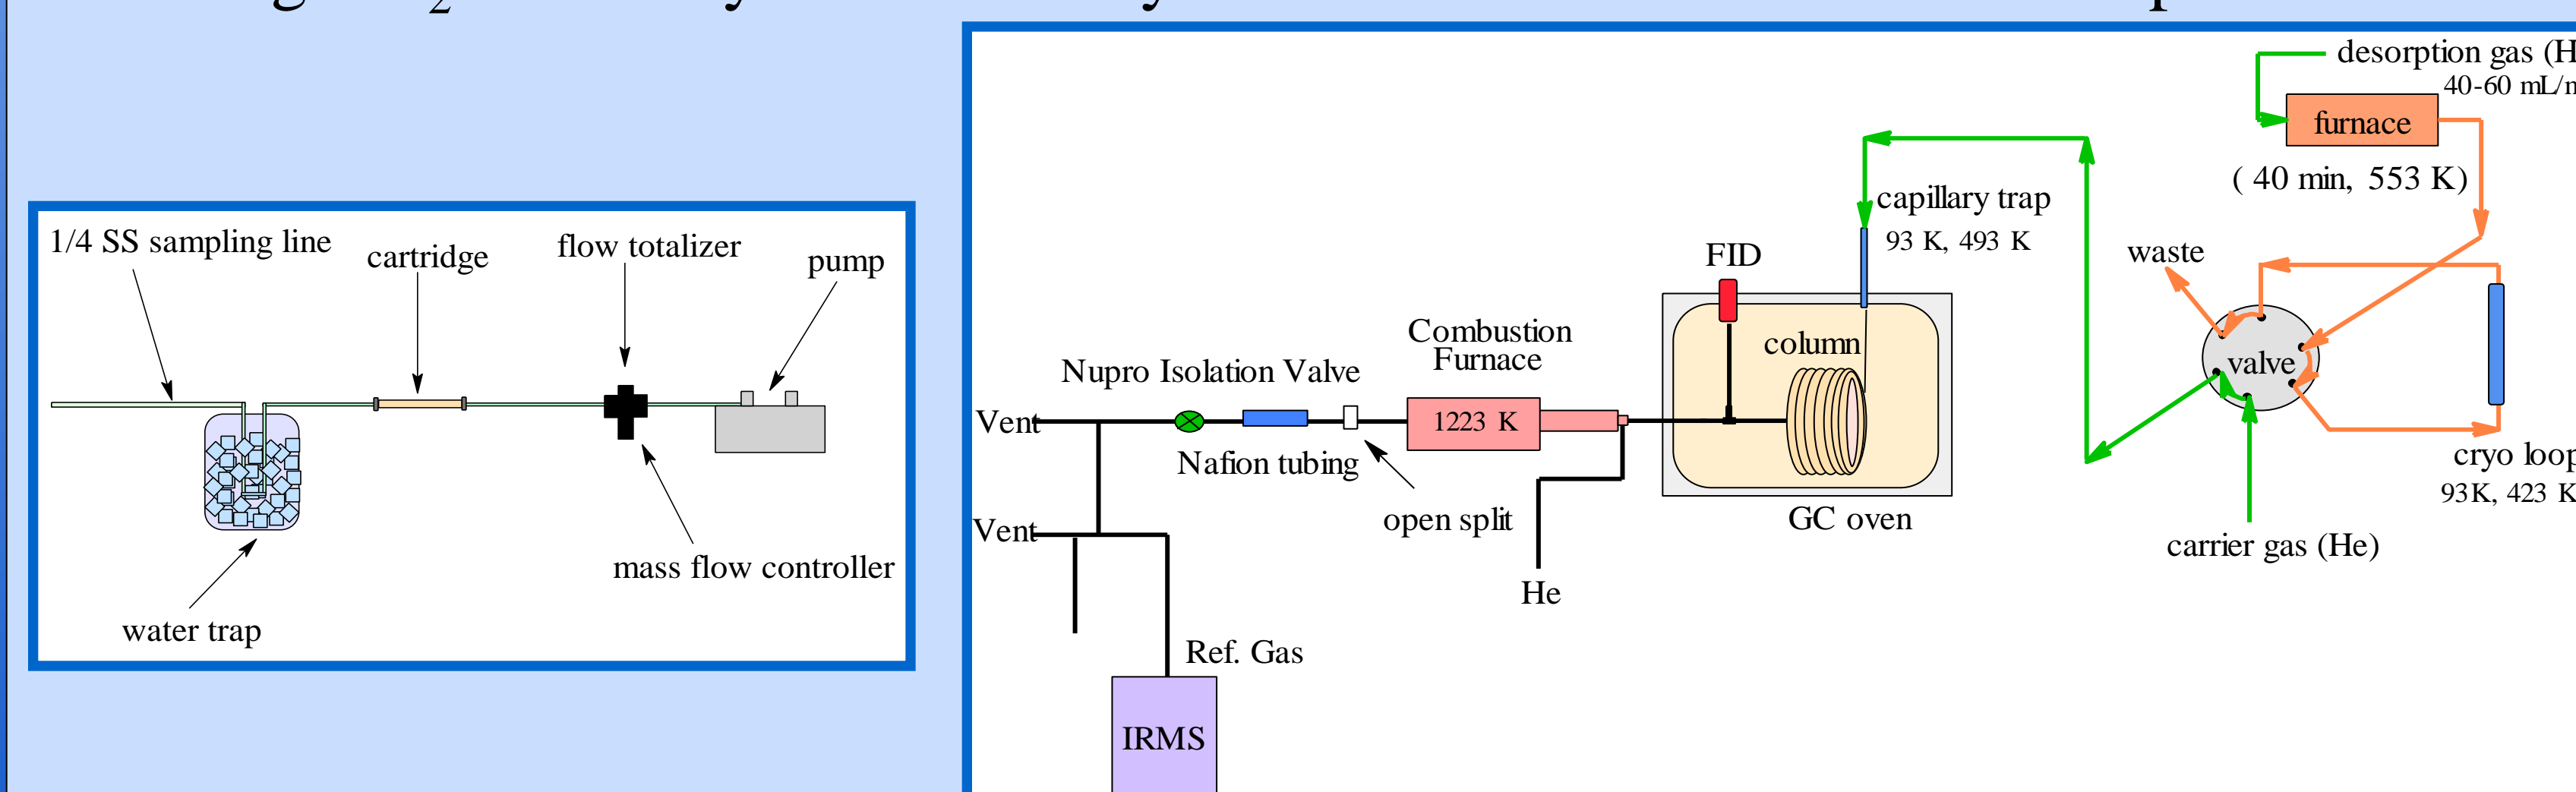 1/4 SS sampling line
cartridge
flow totalizer
pump
mass flow controller
water trap
desorption gas (H
40-60 mL/
furnace
( 40 min, 553 K)
capillary trap
93 K, 493 K
waste
FID
Combustion
Furnace
column
valve
Nupro Isolation Valve
Vent
1223 K
Nafion tubing
cryo loop
93K, 423 K
open split
GC oven
Vent
carrier gas (He)
He
Ref. Gas
IRMS